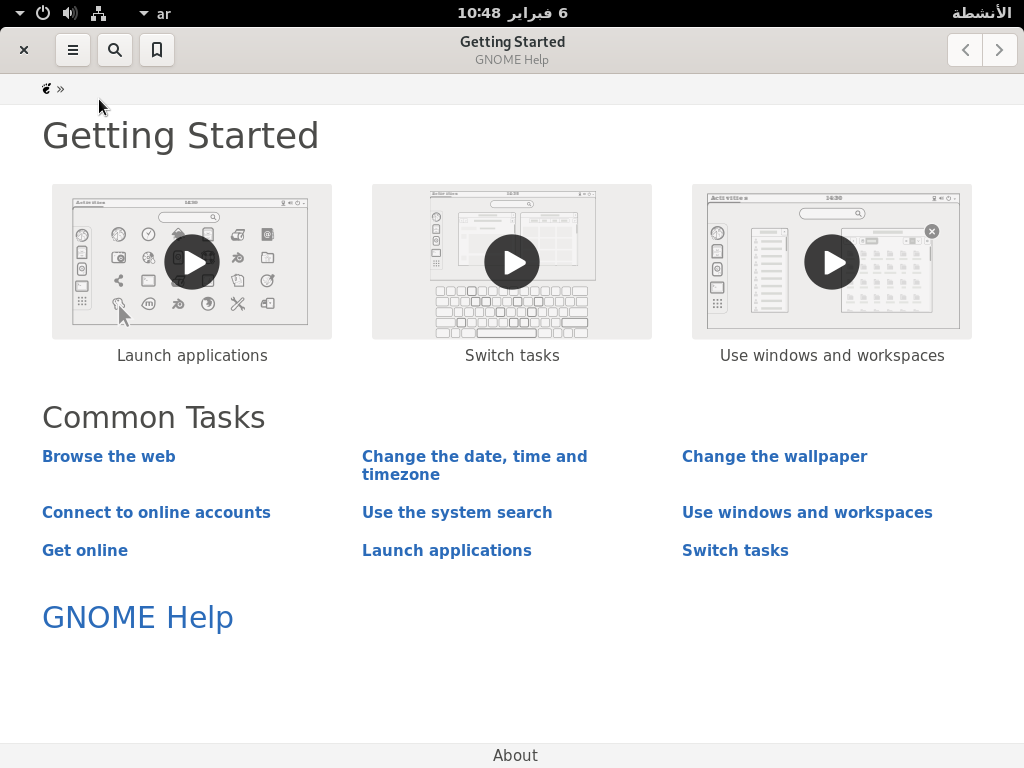 ar
6 فبراير 10:48
الأنشطة
Getting Started
GNOME Help
»
Getting Started
Launch applications
Switch tasks
Use windows and workspaces
Common Tasks
Browse the web
Change the date, time and
timezone
Change the wallpaper
Connect to online accounts
Use the system search
Use windows and workspaces
Get online
Launch applications
Switch tasks
GNOME Help
About